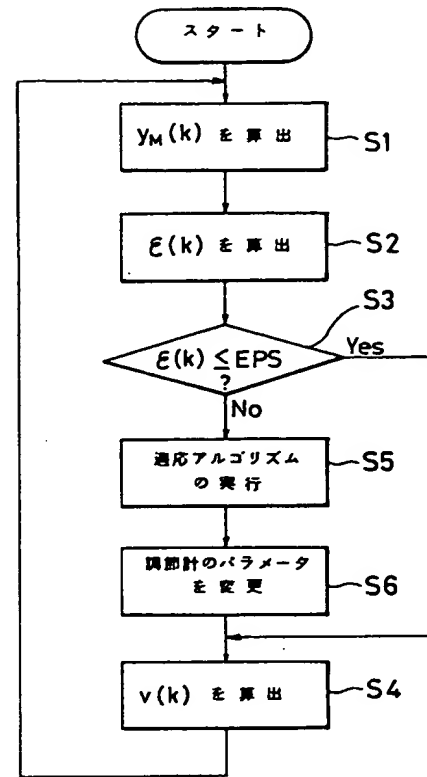 スタート
yM(k) を算出
S1
ε(k) を算出
S2
S3
ε(k) ≤ EPS
?
Yes
No
適応アルゴリズム
の実行
S5
調節計のパラメータ
を変更
S6
v(k) を算出
S4